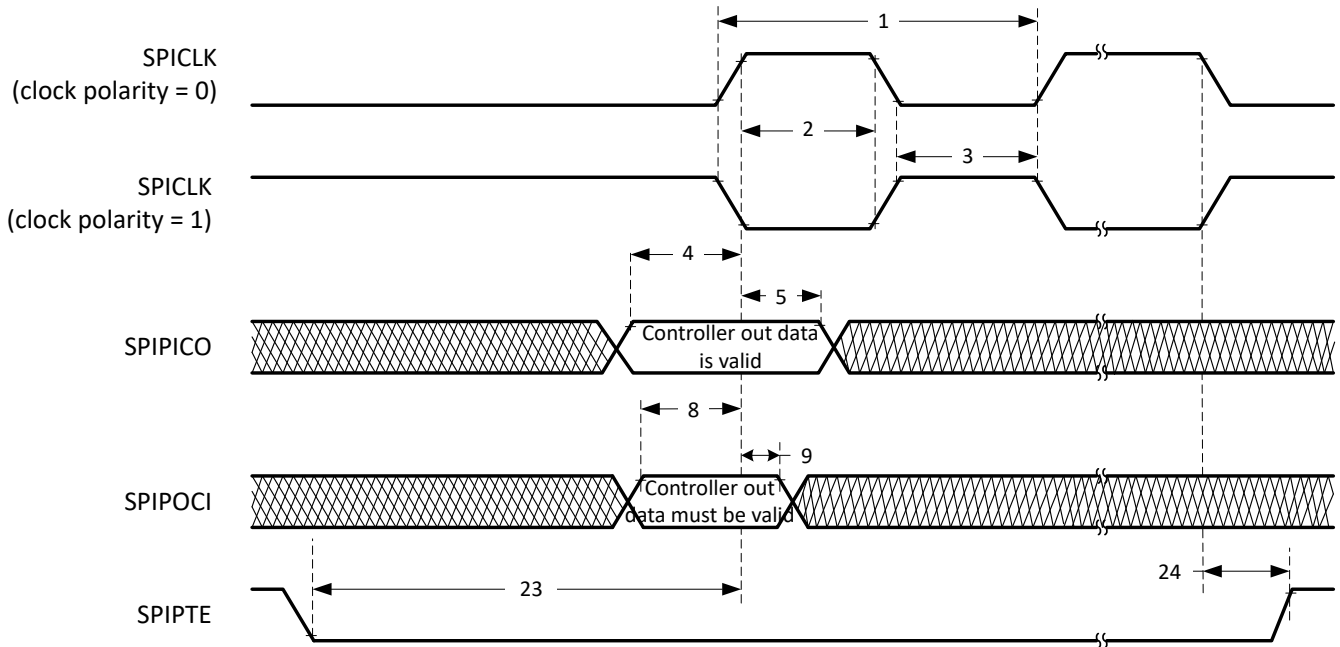 1
SPICLK
(clock polarity = 0)
2
3
SPICLK
(clock polarity = 1)
4
5
SPIPICO
Controller out data
is valid
8
9
SPIPOCI
Controller out
data must be valid
23
24
SPIPTE